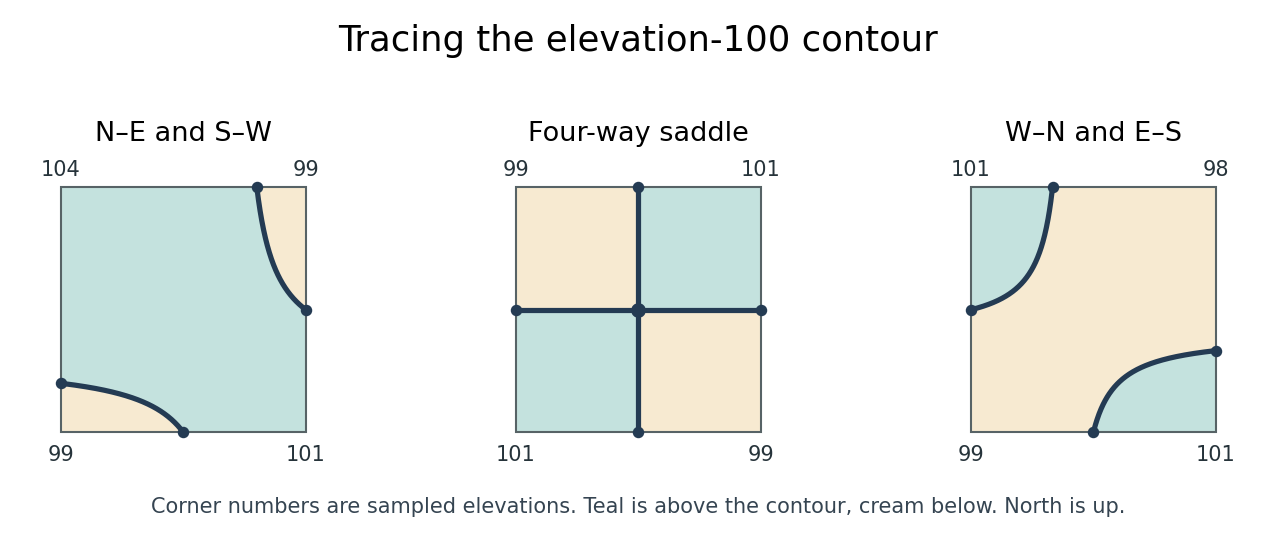 Tracing the elevation-100 contour
N–E and S–W
Four-way saddle
W–N and E–S
104 99
99 101
101 98
99 101
101 99
99 101
Corner numbers are sampled elevations. Teal is above the contour, cream below. North is up.